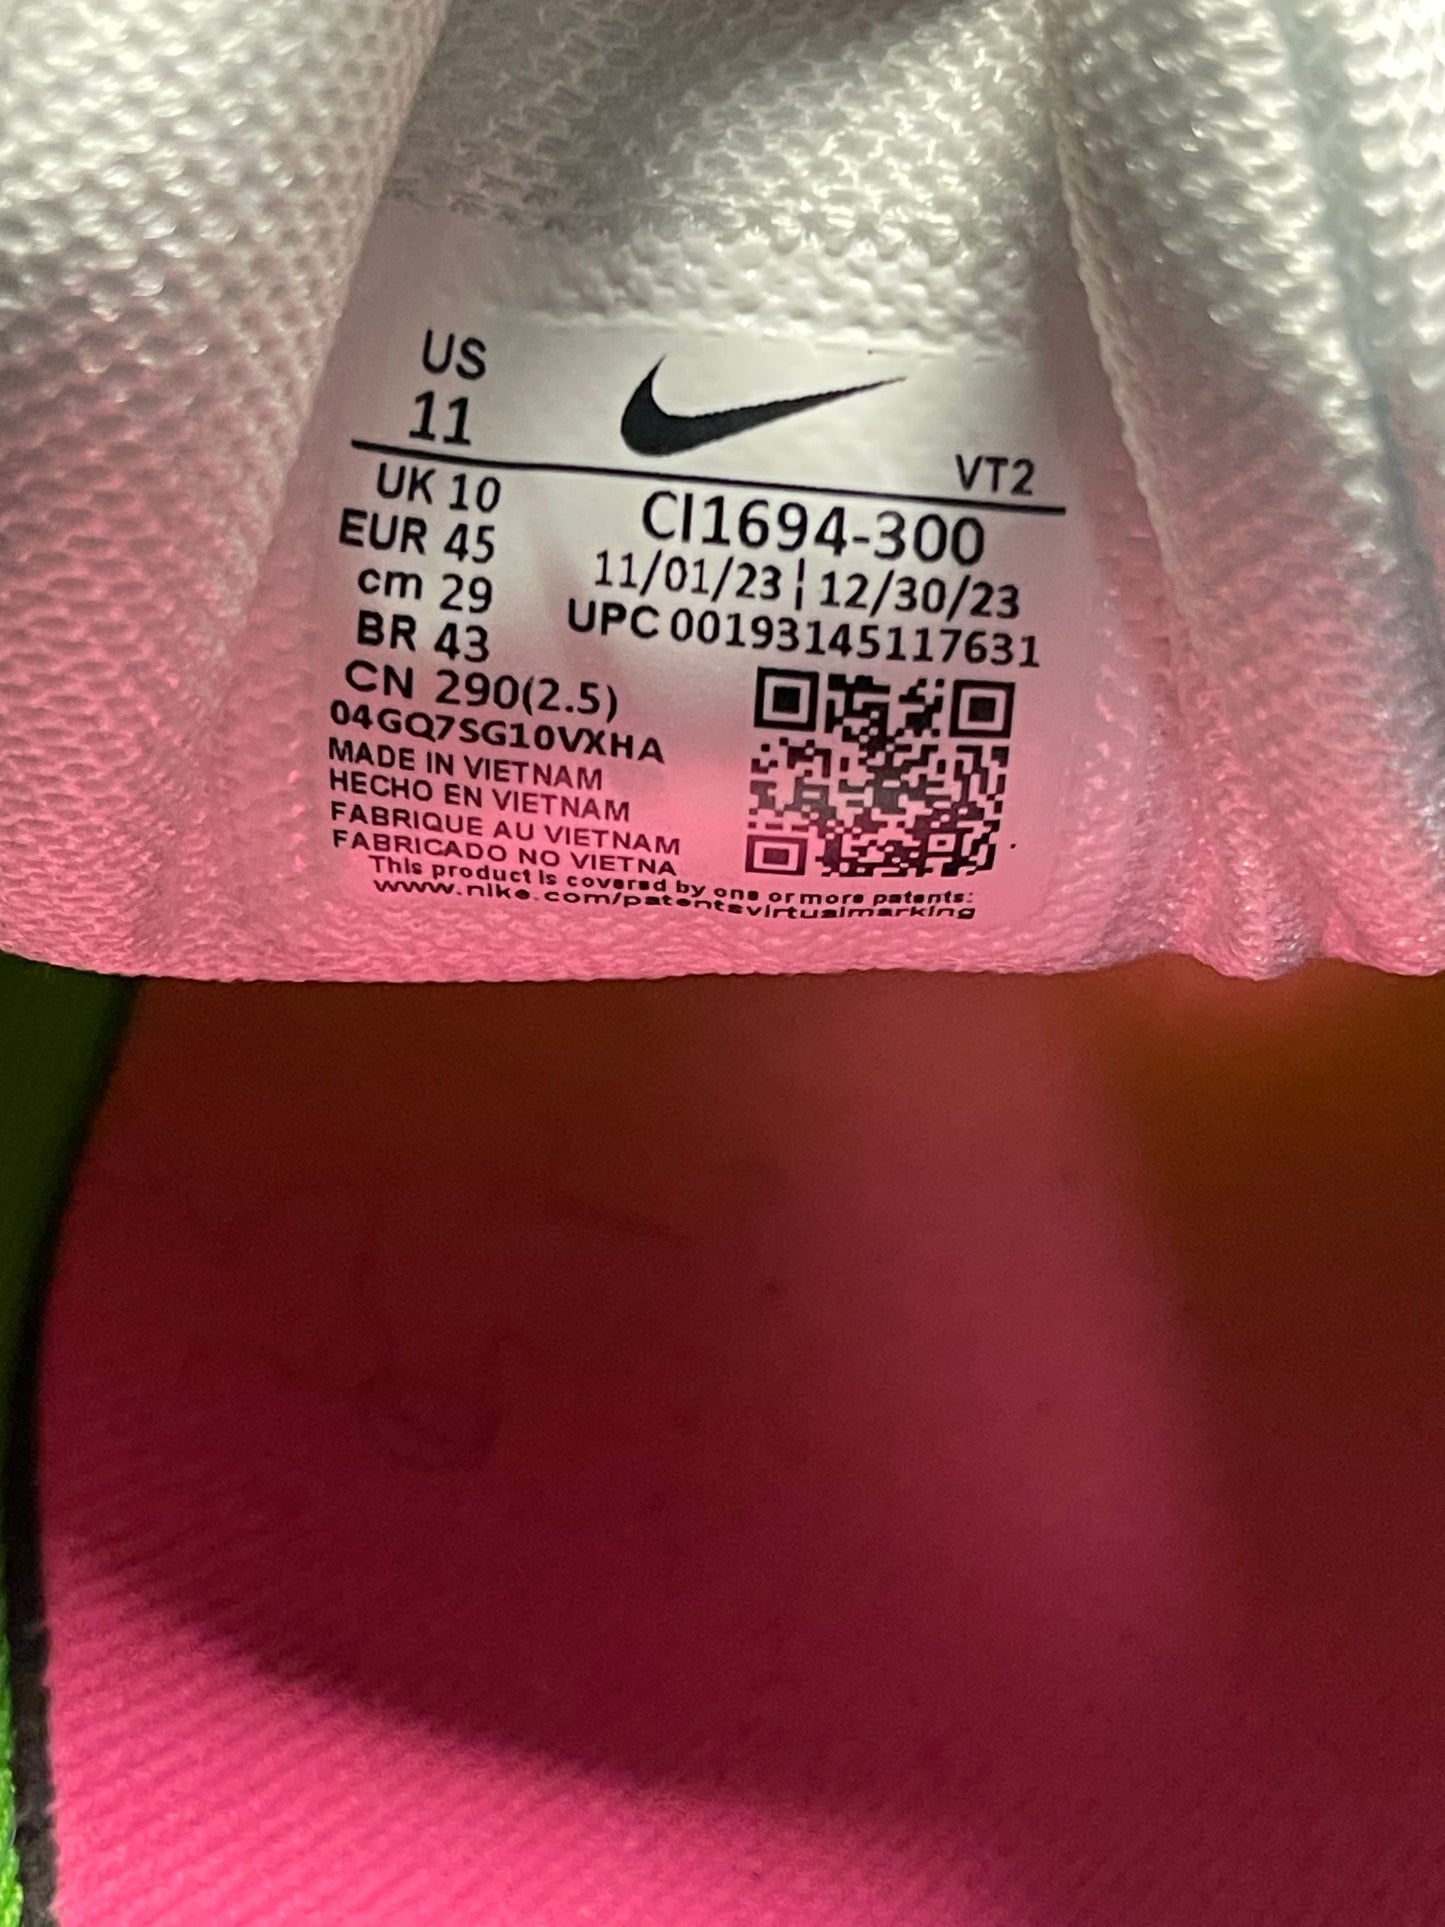 US
11
VT2
UK 10
CI1694-300
EUR 45
11/01/23 ¦ 12/30/23
cm 29
UPC 00193145117631
BR 43
CN 290(2.5)
04GQ7SG10VXHA
MADE IN VIETNAM
HECHO EN VIETNAM
FABRIQUE AU VIETNAM
FABRICADO NO VIETNA
This product is covered by one or more patents:
www.nike.com/patentsvirtualmarking